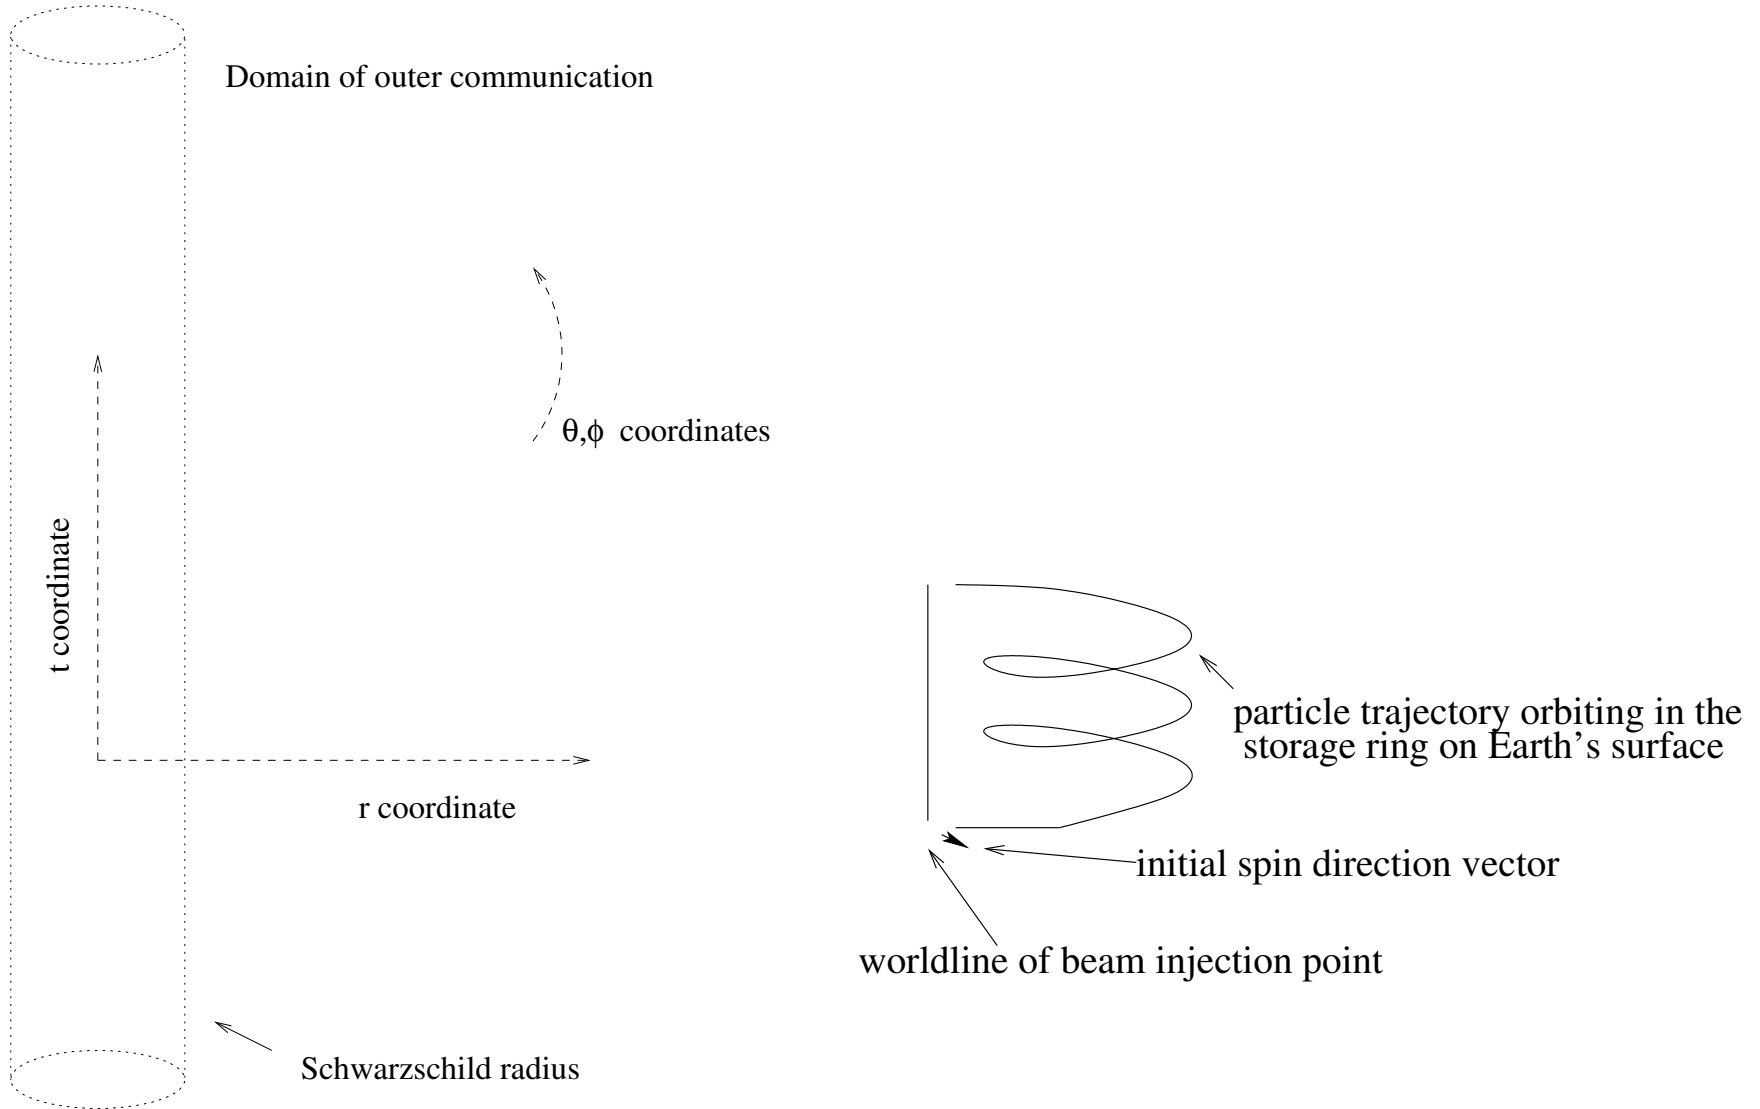 Domain of outer communication
θ,ϕ coordinates
t coordinate
r coordinate
particle trajectory orbiting in the
storage ring on Earth's surface
initial spin direction vector
worldline of beam injection point
Schwarzschild radius